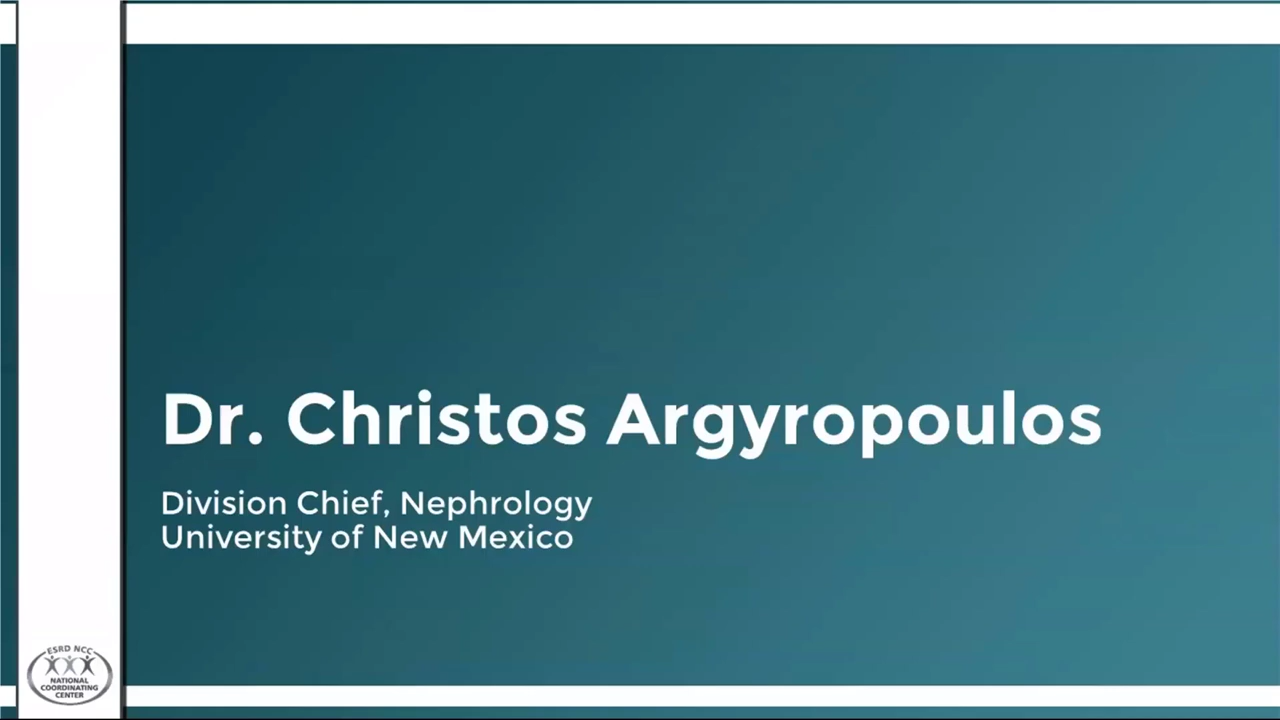 Dr. Christos Argyropoulos
Division Chief, Nephrology
University of New Mexico
ESRD NCC
NATIONAL
COORDINATING
CENTER